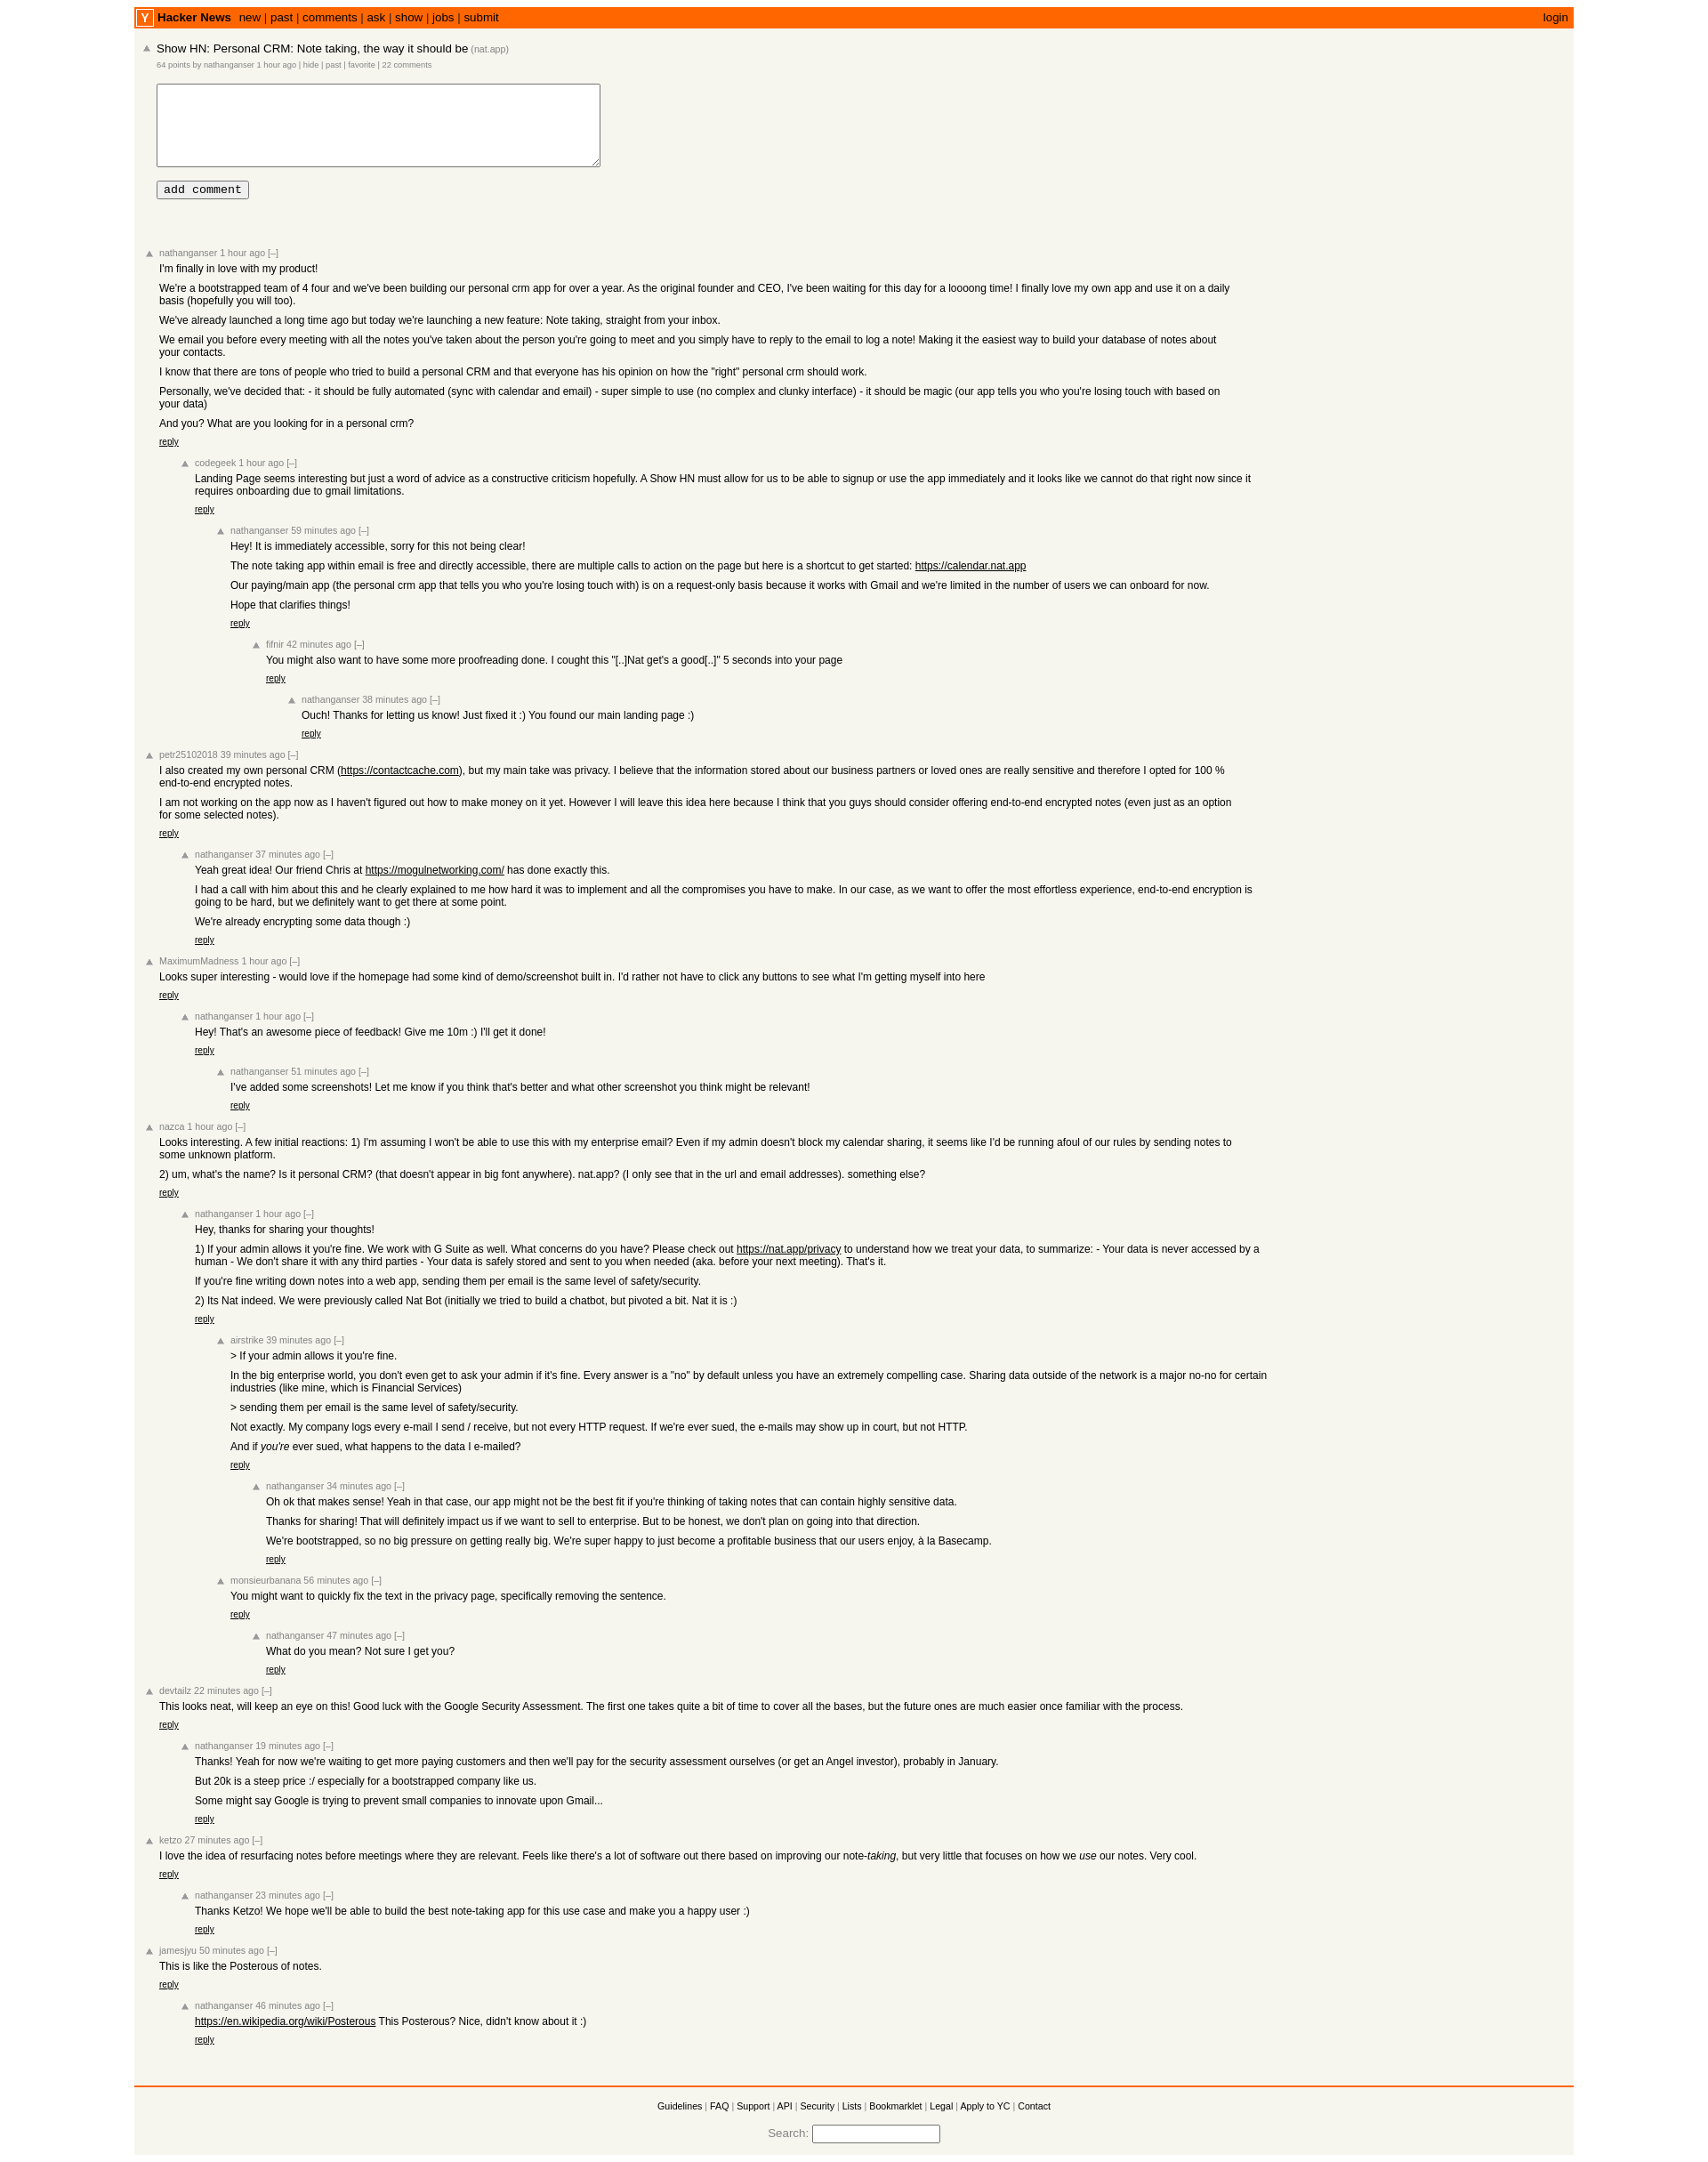 Y Hacker News new | past | comments | ask | show | jobs | submit login
Show HN: Personal CRM: Note taking, the way it should be (nat.app)
64 points by nathanganser 1 hour ago | hide | past | favorite | 22 comments
add comment
nathanganser 1 hour ago [–]
I'm finally in love with my product!
We're a bootstrapped team of 4 four and we've been building our personal crm app for over a year. As the original founder and CEO, I've been waiting for this day for a loooong time! I finally love my own app and use it on a daily
basis (hopefully you will too).
We've already launched a long time ago but today we're launching a new feature: Note taking, straight from your inbox.
We email you before every meeting with all the notes you've taken about the person you're going to meet and you simply have to reply to the email to log a note! Making it the easiest way to build your database of notes about
your contacts.
I know that there are tons of people who tried to build a personal CRM and that everyone has his opinion on how the "right" personal crm should work.
Personally, we've decided that: - it should be fully automated (sync with calendar and email) - super simple to use (no complex and clunky interface) - it should be magic (our app tells you who you're losing touch with based on
your data)
And you? What are you looking for in a personal crm?
reply
codegeek 1 hour ago [–]
Landing Page seems interesting but just a word of advice as a constructive criticism hopefully. A Show HN must allow for us to be able to signup or use the app immediately and it looks like we cannot do that right now since it
requires onboarding due to gmail limitations.
reply
nathanganser 59 minutes ago [–]
Hey! It is immediately accessible, sorry for this not being clear!
The note taking app within email is free and directly accessible, there are multiple calls to action on the page but here is a shortcut to get started: https://calendar.nat.app
Our paying/main app (the personal crm app that tells you who you're losing touch with) is on a request-only basis because it works with Gmail and we're limited in the number of users we can onboard for now.
Hope that clarifies things!
reply
fifnir 42 minutes ago [–]
You might also want to have some more proofreading done. I cought this "[..]Nat get's a good[..]" 5 seconds into your page
reply
nathanganser 38 minutes ago [–]
Ouch! Thanks for letting us know! Just fixed it :) You found our main landing page :)
reply
petr25102018 39 minutes ago [–]
I also created my own personal CRM (https://contactcache.com), but my main take was privacy. I believe that the information stored about our business partners or loved ones are really sensitive and therefore I opted for 100 %
end-to-end encrypted notes.
I am not working on the app now as I haven't figured out how to make money on it yet. However I will leave this idea here because I think that you guys should consider offering end-to-end encrypted notes (even just as an option
for some selected notes).
reply
nathanganser 37 minutes ago [–]
Yeah great idea! Our friend Chris at https://mogulnetworking.com/ has done exactly this.
I had a call with him about this and he clearly explained to me how hard it was to implement and all the compromises you have to make. In our case, as we want to offer the most effortless experience, end-to-end encryption is
going to be hard, but we definitely want to get there at some point.
We're already encrypting some data though :)
reply
MaximumMadness 1 hour ago [–]
Looks super interesting - would love if the homepage had some kind of demo/screenshot built in. I'd rather not have to click any buttons to see what I'm getting myself into here
reply
nathanganser 1 hour ago [–]
Hey! That's an awesome piece of feedback! Give me 10m :) I'll get it done!
reply
nathanganser 51 minutes ago [–]
I've added some screenshots! Let me know if you think that's better and what other screenshot you think might be relevant!
reply
nazca 1 hour ago [–]
Looks interesting. A few initial reactions: 1) I'm assuming I won't be able to use this with my enterprise email? Even if my admin doesn't block my calendar sharing, it seems like I'd be running afoul of our rules by sending notes to
some unknown platform.
2) um, what's the name? Is it personal CRM? (that doesn't appear in big font anywhere). nat.app? (I only see that in the url and email addresses). something else?
reply
nathanganser 1 hour ago [–]
Hey, thanks for sharing your thoughts!
1) If your admin allows it you're fine. We work with G Suite as well. What concerns do you have? Please check out https://nat.app/privacy to understand how we treat your data, to summarize: - Your data is never accessed by a
human - We don't share it with any third parties - Your data is safely stored and sent to you when needed (aka. before your next meeting). That's it.
If you're fine writing down notes into a web app, sending them per email is the same level of safety/security.
2) Its Nat indeed. We were previously called Nat Bot (initially we tried to build a chatbot, but pivoted a bit. Nat it is :)
reply
airstrike 39 minutes ago [–]
> If your admin allows it you're fine.
In the big enterprise world, you don't even get to ask your admin if it's fine. Every answer is a "no" by default unless you have an extremely compelling case. Sharing data outside of the network is a major no-no for certain
industries (like mine, which is Financial Services)
> sending them per email is the same level of safety/security.
Not exactly. My company logs every e-mail I send / receive, but not every HTTP request. If we're ever sued, the e-mails may show up in court, but not HTTP.
And if you're ever sued, what happens to the data I e-mailed?
reply
nathanganser 34 minutes ago [–]
Oh ok that makes sense! Yeah in that case, our app might not be the best fit if you're thinking of taking notes that can contain highly sensitive data.
Thanks for sharing! That will definitely impact us if we want to sell to enterprise. But to be honest, we don't plan on going into that direction.
We're bootstrapped, so no big pressure on getting really big. We're super happy to just become a profitable business that our users enjoy, à la Basecamp.
reply
monsieurbanana 56 minutes ago [–]
You might want to quickly fix the text in the privacy page, specifically removing the sentence.
reply
nathanganser 47 minutes ago [–]
What do you mean? Not sure I get you?
reply
devtailz 22 minutes ago [–]
This looks neat, will keep an eye on this! Good luck with the Google Security Assessment. The first one takes quite a bit of time to cover all the bases, but the future ones are much easier once familiar with the process.
reply
nathanganser 19 minutes ago [–]
Thanks! Yeah for now we're waiting to get more paying customers and then we'll pay for the security assessment ourselves (or get an Angel investor), probably in January.
But 20k is a steep price :/ especially for a bootstrapped company like us.
Some might say Google is trying to prevent small companies to innovate upon Gmail...
reply
ketzo 27 minutes ago [–]
I love the idea of resurfacing notes before meetings where they are relevant. Feels like there's a lot of software out there based on improving our note-taking, but very little that focuses on how we use our notes. Very cool.
reply
nathanganser 23 minutes ago [–]
Thanks Ketzo! We hope we'll be able to build the best note-taking app for this use case and make you a happy user :)
reply
jamesjyu 50 minutes ago [–]
This is like the Posterous of notes.
reply
nathanganser 46 minutes ago [–]
https://en.wikipedia.org/wiki/Posterous This Posterous? Nice, didn't know about it :)
reply
Guidelines | FAQ | Support | API | Security | Lists | Bookmarklet | Legal | Apply to YC | Contact
Search: